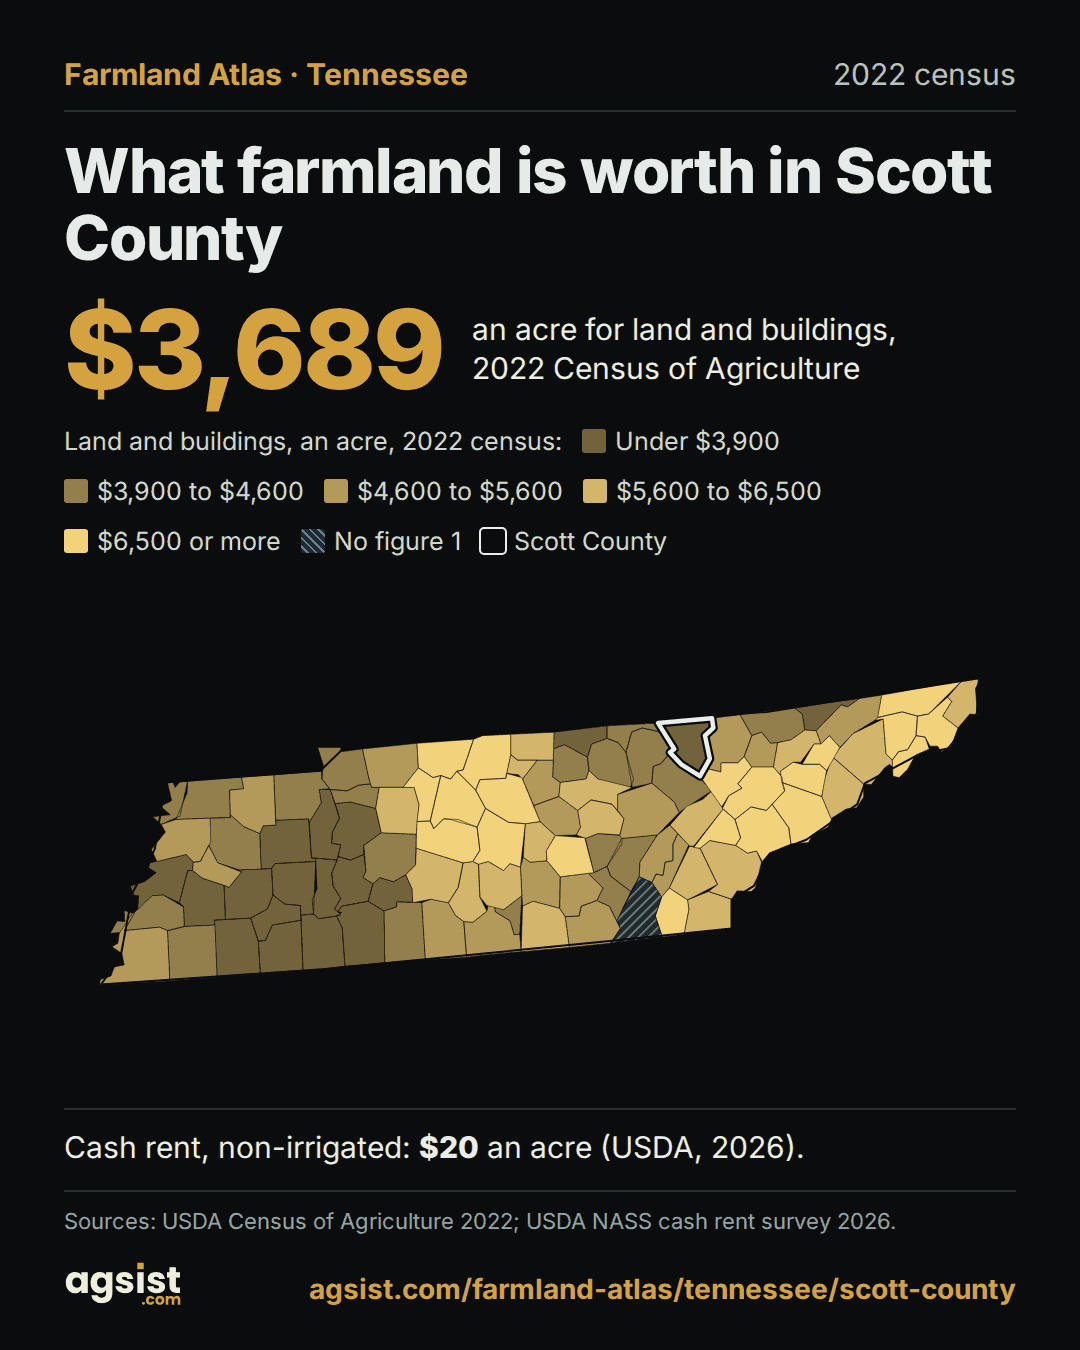 Farmland Atlas · Tennessee
2022 census
What farmland is worth in Scott
County
$3,689
an acre for land and buildings,
2022 Census of Agriculture
Land and buildings, an acre, 2022 census: Under $3,900
$3,900 to $4,600 $4,600 to $5,600 $5,600 to $6,500
$6,500 or more No figure 1 Scott County
Cash rent, non-irrigated: $20 an acre (USDA, 2026).
Sources: USDA Census of Agriculture 2022; USDA NASS cash rent survey 2026.
agsist
.com
agsist.com/farmland-atlas/tennessee/scott-county